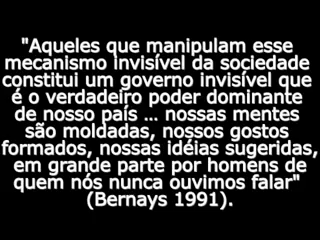 "Aqueles que manipulam esse
mecanismo invisível da sociedade
constitui um governo invisível que
é o verdadeiro poder dominante
de nosso país ... nossas mentes
são moldadas, nossos gostos
formados, nossas idéias sugeridas,
em grande parte por homens de
quem nós nunca ouvimos falar"
(Bernays 1991).